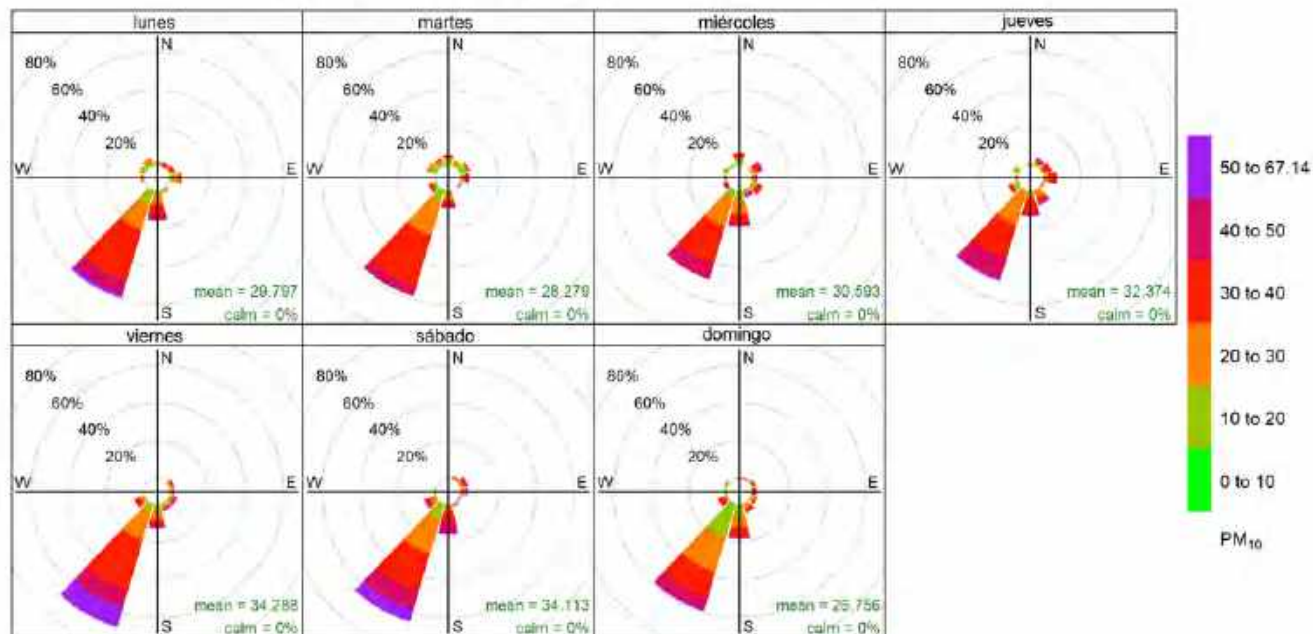 lunes
martes
miércoles
jueves
N
N
N
N
80%
80%
80%
80%
60%
60%
60%
60%
40%
40%
40%
40%
20%
20%
20%
20%
W
E
W
E
W
E
W
E
mean = 29.797
mean = 28.279
mean = 30.593
mean = 32.374
S
calm = 0%
S
calm = 0%
S
calm = 0%
S
calm = 0%
viernes
sábado
domingo
N
N
N
80%
80%
80%
60%
60%
60%
40%
40%
40%
20%
20%
20%
W
E
W
E
W
E
mean = 34.288
mean = 34.113
S
calm = 0%
S
calm = 0%
mean =
S
calm = 0%
50 to 67.14
40 to 50
30 to 40
20 to 30
10 to 20
0 to 10
PM10